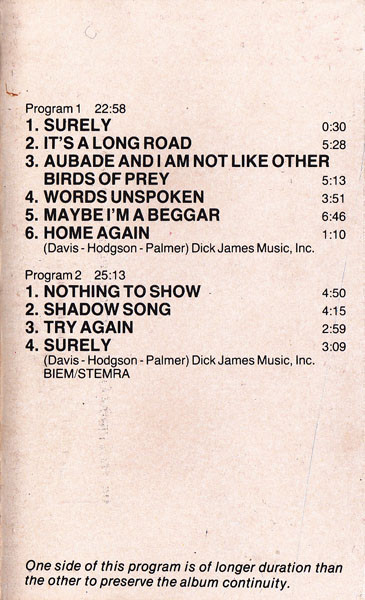 Program 1 22:58
1. SURELY 0:30
2. IT'S A LONG ROAD 5:28
3. AUBADE AND I AM NOT LIKE OTHER
BIRDS OF PREY 5:13
4. WORDS UNSPOKEN 3:51
5. MAYBE I'M A BEGGAR 6:46
6. HOME AGAIN 1:10
(Davis - Hodgson - Palmer) Dick James Music, Inc.
Program 2 25:13
1. NOTHING TO SHOW 4:50
2. SHADOW SONG 4:15
3. TRY AGAIN 2:59
4. SURELY 3:09
(Davis - Hodgson - Palmer) Dick James Music, Inc.
BIEM/STEMRA
One side of this program is of longer duration than
the other to preserve the album continuity.